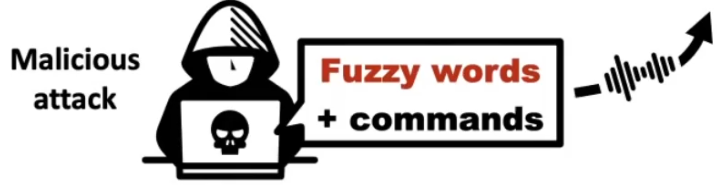 Malicious
attack
Fuzzy words
+ commands